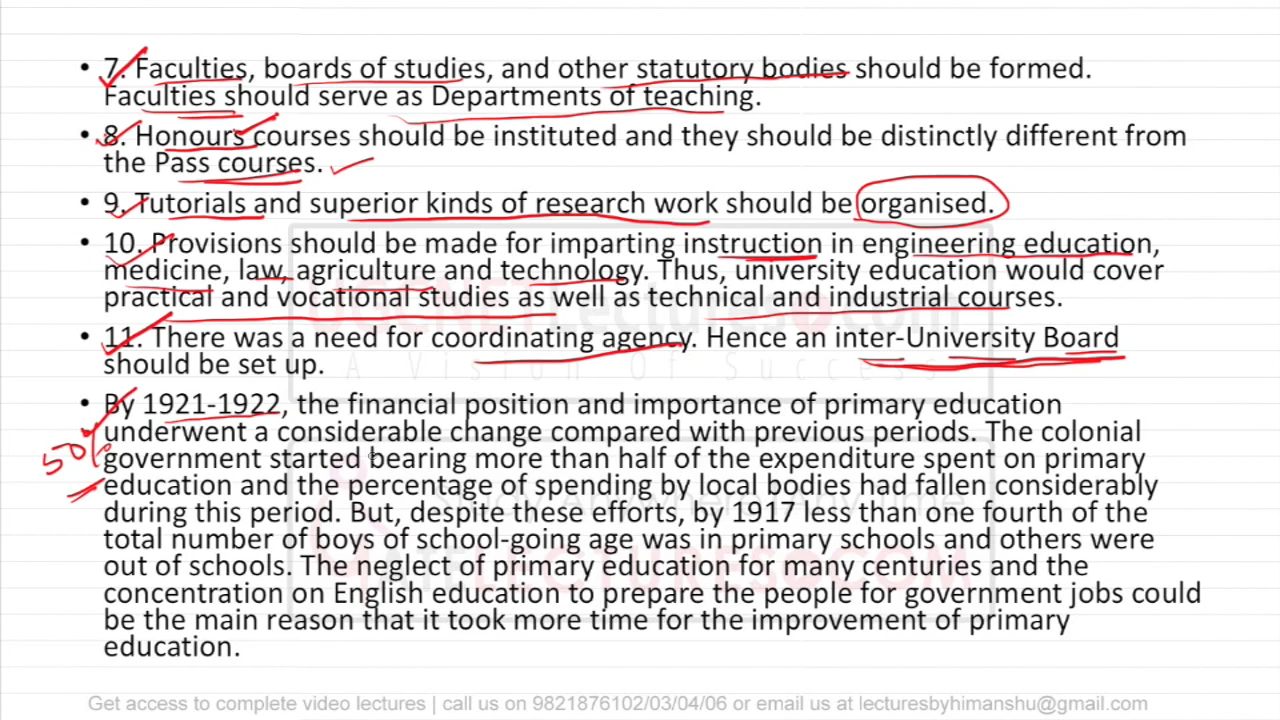 • 7. Faculties, boards of studies, and other statutory bodies should be formed.
Faculties should serve as Departments of teaching.
• 8. Honours courses should be instituted and they should be distinctly different from
the Pass courses.
• 9. Tutorials and superior kinds of research work should be organised.
• 10. Provisions should be made for imparting instruction in engineering education,
medicine, law, agriculture and technology. Thus, university education would cover
practical and vocational studies as well as technical and industrial courses.
• 11. There was a need for coordinating agency. Hence an inter-University Board
should be set up.
A Vision Of Success
• By 1921-1922, the financial position and importance of primary education
underwent a considerable change compared with previous periods. The colonial
50%
government started bearing more than half of the expenditure spent on primary
education and the percentage of spending by local bodies had fallen considerably
during this period. But, despite these efforts, by 1917 less than one fourth of the
total number of boys of school-going age was in primary schools and others were
out of schools. The neglect of primary education for many centuries and the
concentration on English education to prepare the people for government jobs could
be the main reason that it took more time for the improvement of primary
education.
Get access to complete video lectures | call us on 9821876102/03/04/06 or email us at lecturesbyhimanshu@gmail.com